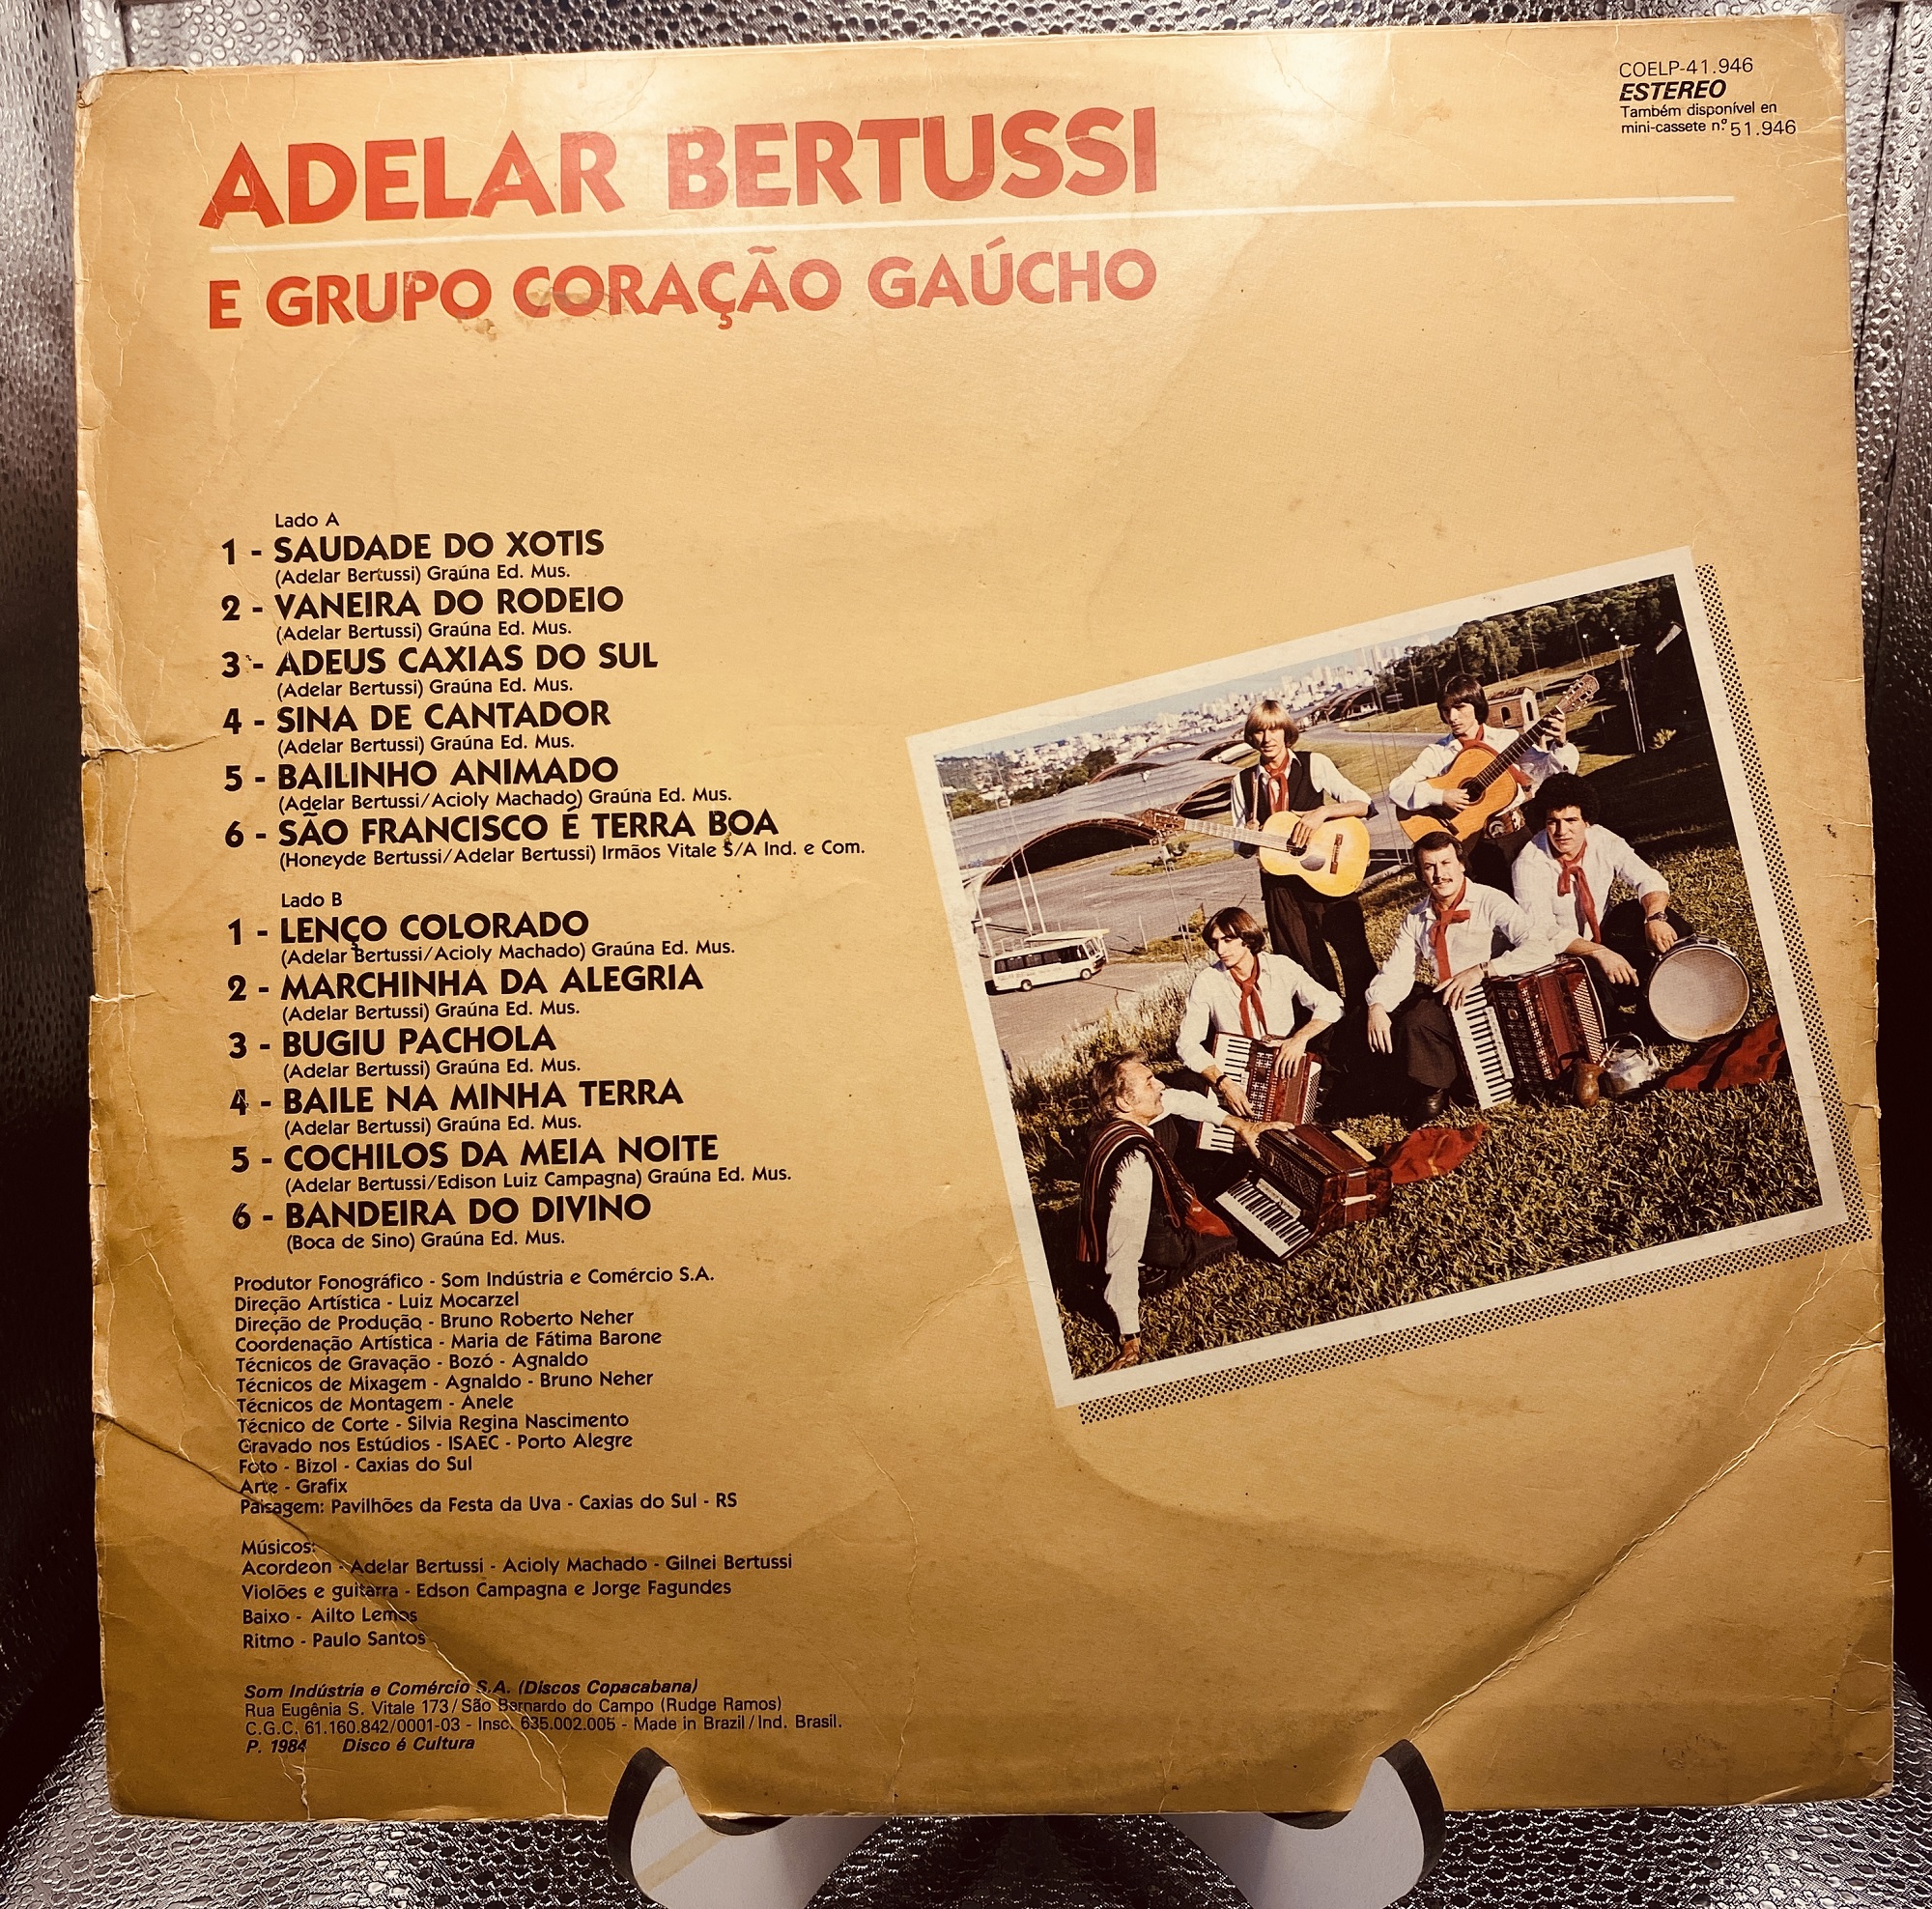 COELP-41.946
ESTEREO
Também disponível en
mini-cassete n.º 51.946
ADELAR BERTUSSI
E GRUPO CORAÇÃO GAÚCHO
Lado A
1 - SAUDADE DO XOTIS
(Adelar Bertussi) Graúna Ed. Mus.
2 - VANEIRA DO RODEIO
(Adelar Bertussi) Graúna Ed. Mus.
3 - ADEUS CAXIAS DO SUL
(Adelar Bertussi) Graúna Ed. Mus.
4 - SINA DE CANTADOR
(Adelar Bertussi) Graúna Ed. Mus.
5 - BAILINHO ANIMADO
(Adelar Bertussi/Acioly Machado) Graúna Ed. Mus.
6 - SÃO FRANCISCO É TERRA BOA
(Honeyde Bertussi/Adelar Bertussi) Irmãos Vitale S/A Ind. e Com.
Lado B
1 - LENÇO COLORADO
(Adelar Bertussi/Acioly Machado) Graúna Ed. Mus.
2 - MARCHINHA DA ALEGRIA
(Adelar Bertussi) Graúna Ed. Mus.
3 - BUGIU PACHOLA
(Adelar Bertussi) Graúna Ed. Mus.
4 - BAILE NA MINHA TERRA
(Adelar Bertussi) Graúna Ed. Mus.
5 - COCHILOS DA MEIA NOITE
(Adelar Bertussi/Edison Luiz Campagna) Graúna Ed. Mus.
6 - BANDEIRA DO DIVINO
(Boca de Sino) Graúna Ed. Mus.
Produtor Fonográfico - Som Indústria e Comércio S.A.
Direção Artística - Luiz Mocarzel
Direção de Produção - Bruno Roberto Neher
Coordenação Artística - Maria de Fátima Barone
Técnicos de Gravação - Bozó - Agnaldo
Técnicos de Mixagem - Agnaldo - Bruno Neher
Técnicos de Montagem - Anele
Técnico de Corte - Silvia Regina Nascimento
Gravado nos Estúdios - ISAEC - Porto Alegre
Foto - Bizol - Caxias do Sul
Arte - Grafix
Paisagem: Pavilhões da Festa da Uva - Caxias do Sul - RS
Músicos:
Acordeon - Adelar Bertussi - Acioly Machado - Gilnei Bertussi
Violões e guitarra - Edson Campagna e Jorge Fagundes
Baixo - Ailto Lemos
Ritmo - Paulo Santos
Som Indústria e Comércio S.A. (Discos Copacabana)
Rua Eugênia S. Vitale 173/São Bernardo do Campo (Rudge Ramos)
C.G.C. 61.160.842/0001-03 - Insc. 635.002.005 - Made in Brazil/Ind. Brasil.
P. 1984 Disco é Cultura